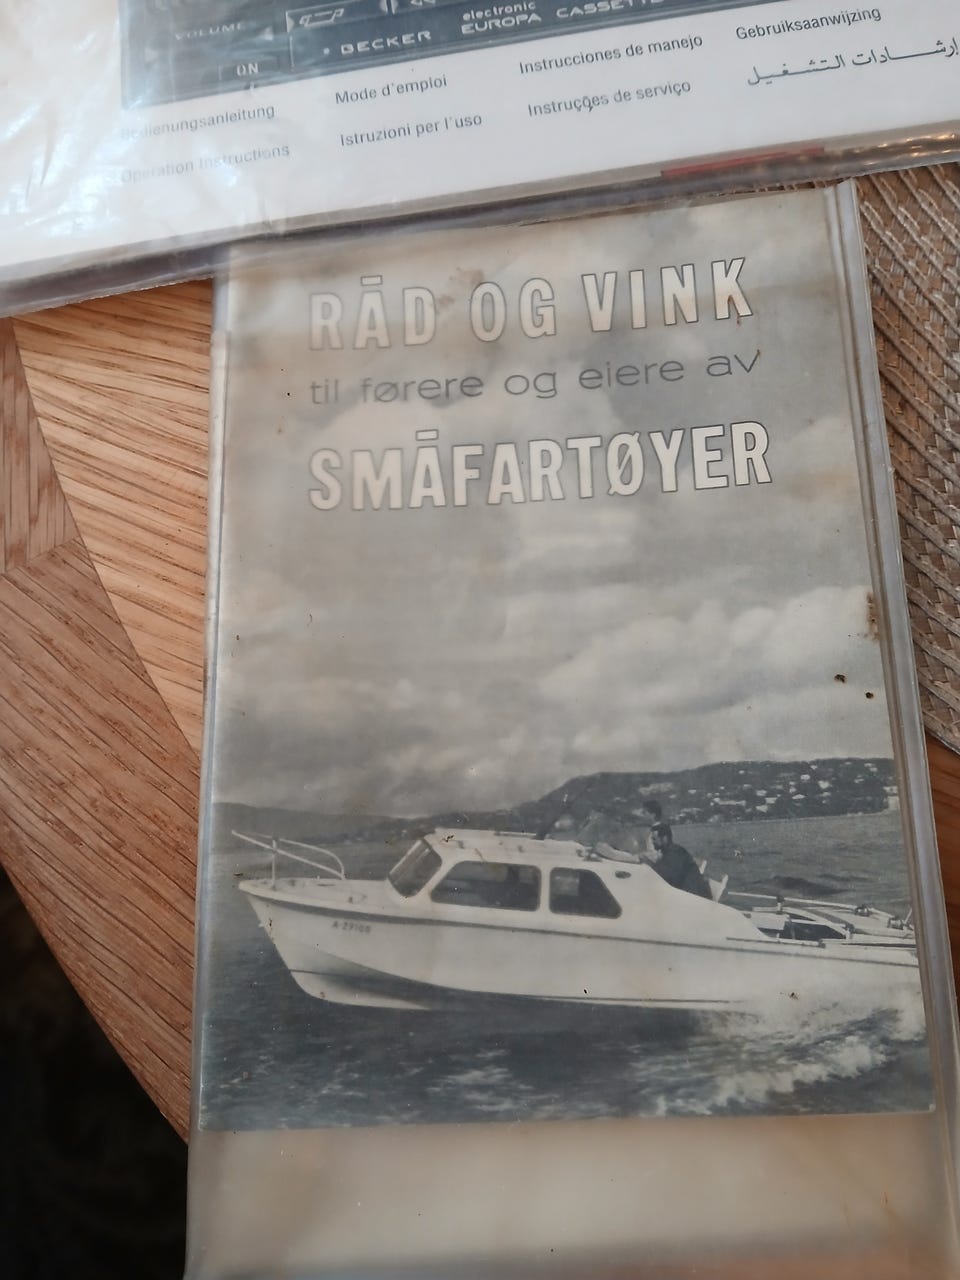 VOLUME
ON
BECKER
electronic
EUROPA CASSETTE
Bedienungsanleitung
Mode d'emploi
Instrucciones de manejo
Gebruiksaanwijzing
Operation Instructions
Istruzioni per l'uso
Instruções de serviço
إرشادات التشغيل
RÅD OG VINK
til førere og eiere av
SMÅFARTØYER